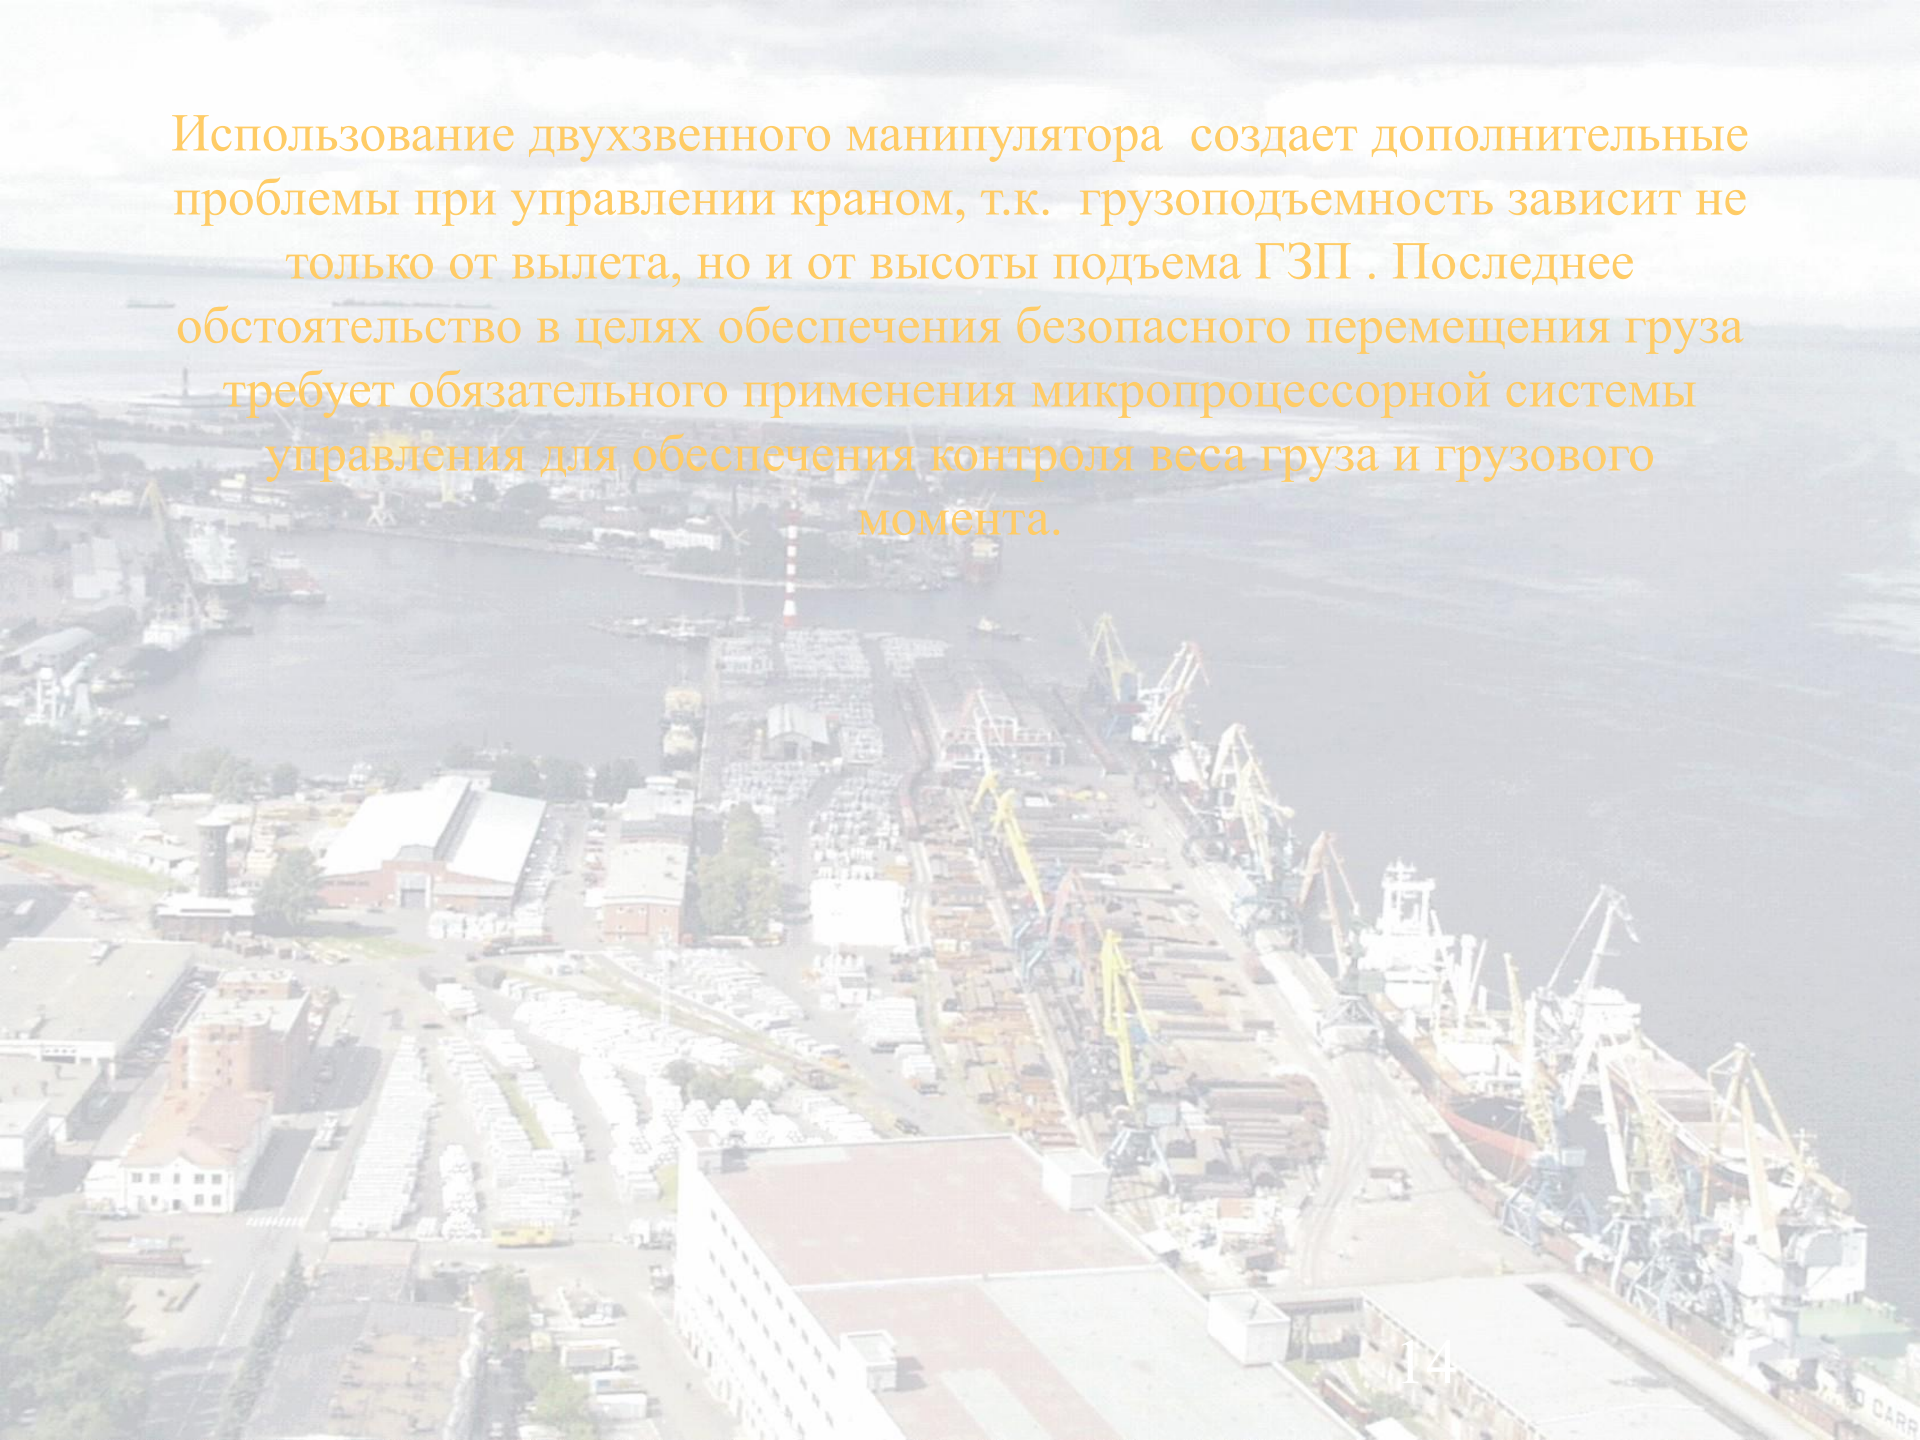 Использование двухзвенного манипулятора  создает дополнительные
проблемы при управлении краном, т.к.  грузоподъемность зависит не
только от вылета, но и от высоты подъема ГЗП . Последнее
обстоятельство в целях обеспечения безопасного перемещения груза
требует обязательного применения микропроцессорной системы
управления для обеспечения контроля веса груза и грузового
момента.
14